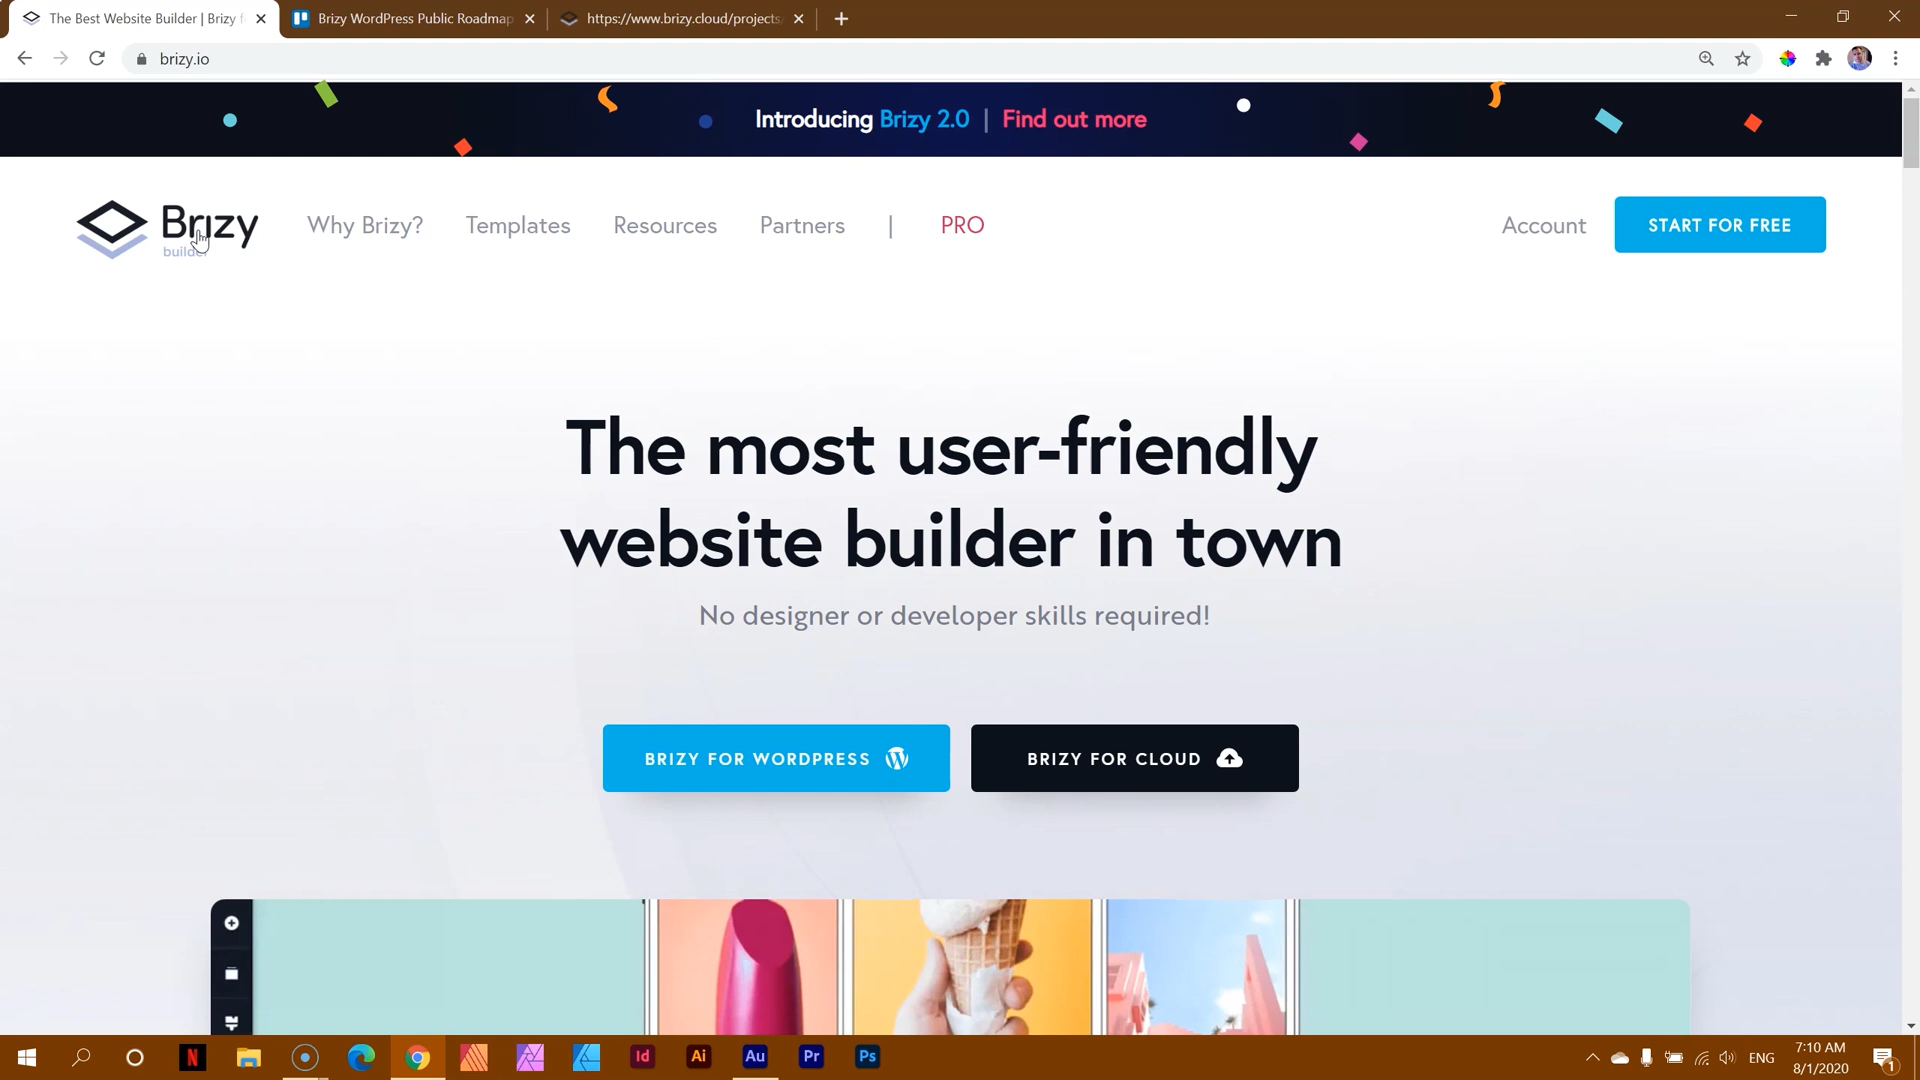 The Best Website Builder | Brizy f
Brizy WordPress Public Roadmap
https://www.brizy.cloud/projects/
brizy.io
Introducing Brizy 2.0 | Find out more
Brizy
builder
Why Brizy?
Templates
Resources
Partners
|
PRO
Account
START FOR FREE
The most user-friendly
website builder in town
No designer or developer skills required!
BRIZY FOR WORDPRESS
BRIZY FOR CLOUD
N
Id
Ai
Au
Pr
Ps
ENG
7:10 AM
8/1/2020
1